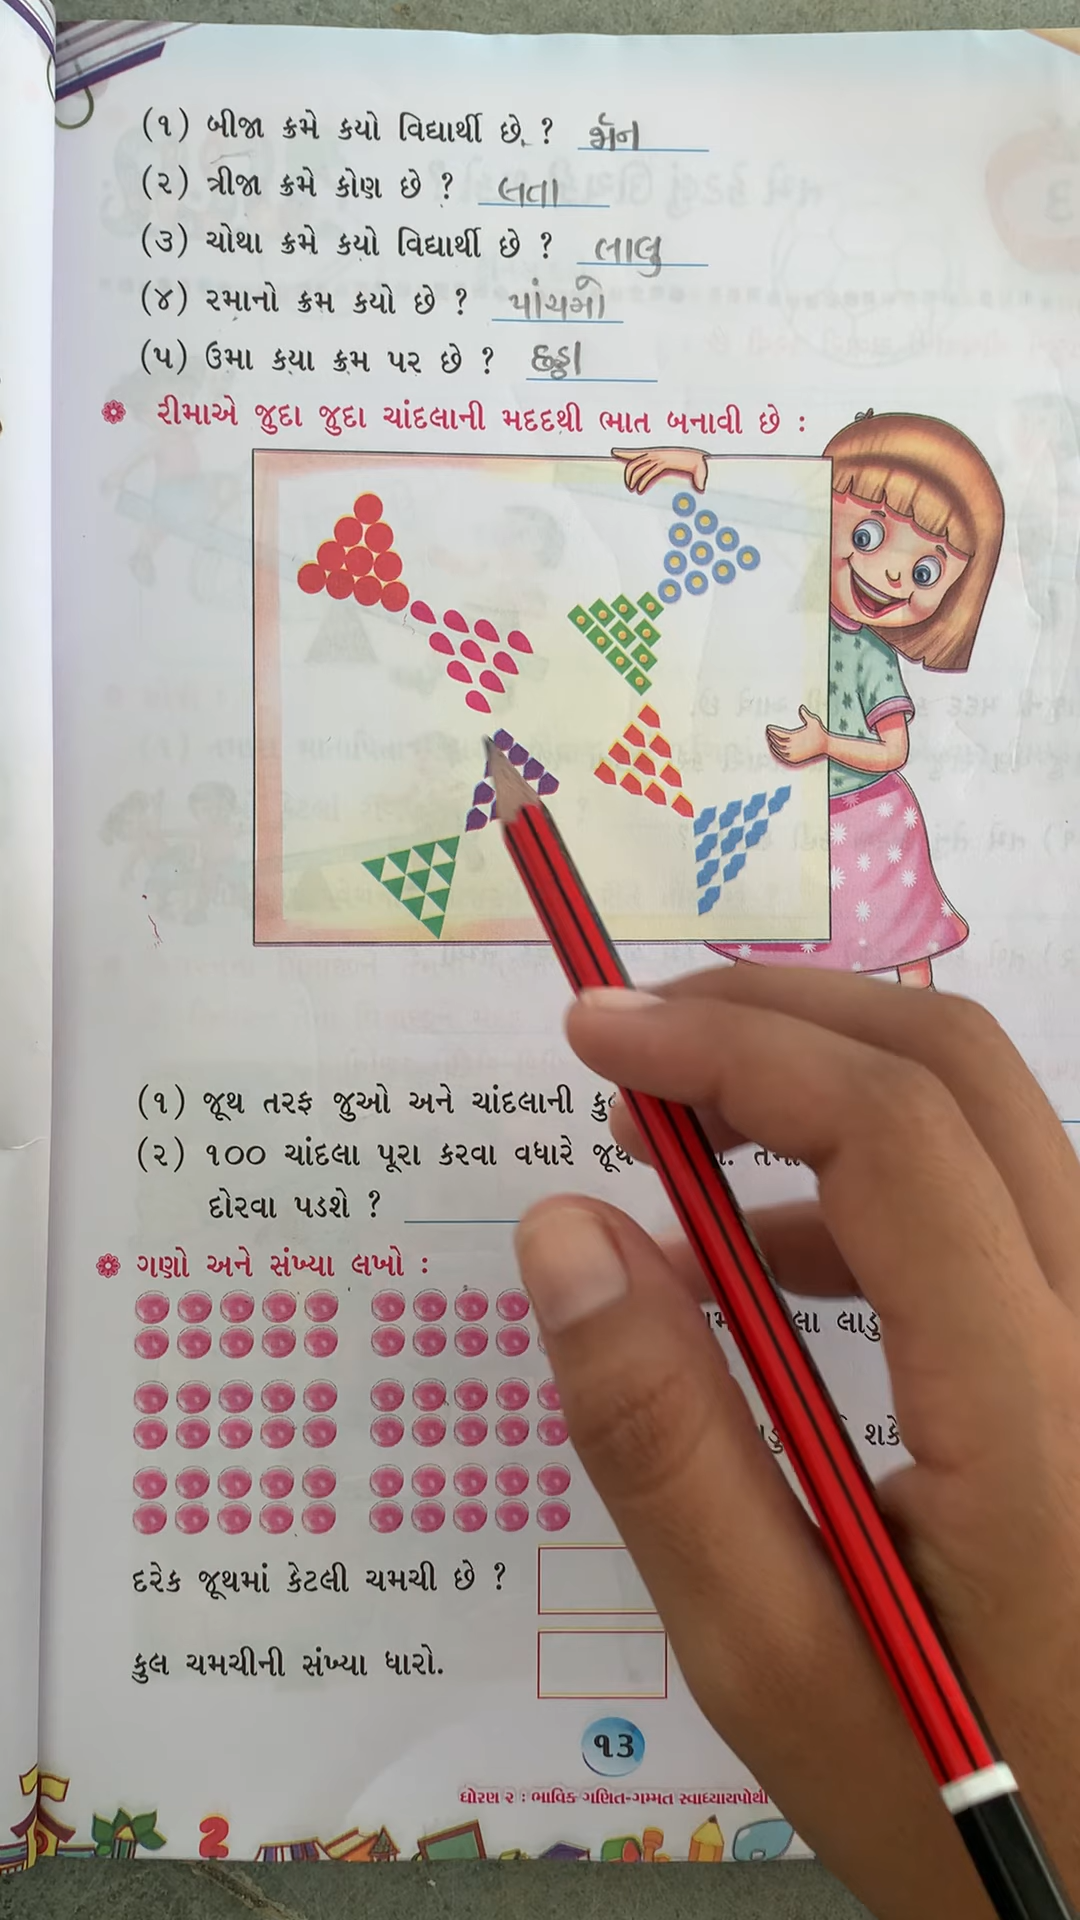 (૧) બીજા ક્રમે કયો વિદ્યાર્થી છે ? મૅન
(૨) ત્રીજા ક્રમે કોણ છે ? લતા
(૩) ચોથા ક્રમે કયો વિદ્યાર્થી છે ? લાલુ
(૪) રમાનો ક્રમ કયો છે ? પાંચમો
(૫) ઉમા કયા ક્રમ પર છે ? છઠ્ઠા
રીમાએ જુદા જુદા ચાંદલાની મદદથી ભાત બનાવી છે :
(૧) જૂથ તરફ જુઓ અને ચાંદલાની
(૨) ૧૦૦ ચાંદલા પૂરા કરવા વધારે જૂથ
દોરવા પડશે ?
ગણો અને સંખ્યા લખો :
લાડુ
શકે
દરેક જૂથમાં કેટલી ચમચી છે ?
કુલ ચમચીની સંખ્યા ધારો.
૧૩
ધોરણ ૨ : ભાવિક ગણિત-ગમ્મત સ્વાધ્યાયપોથી
2